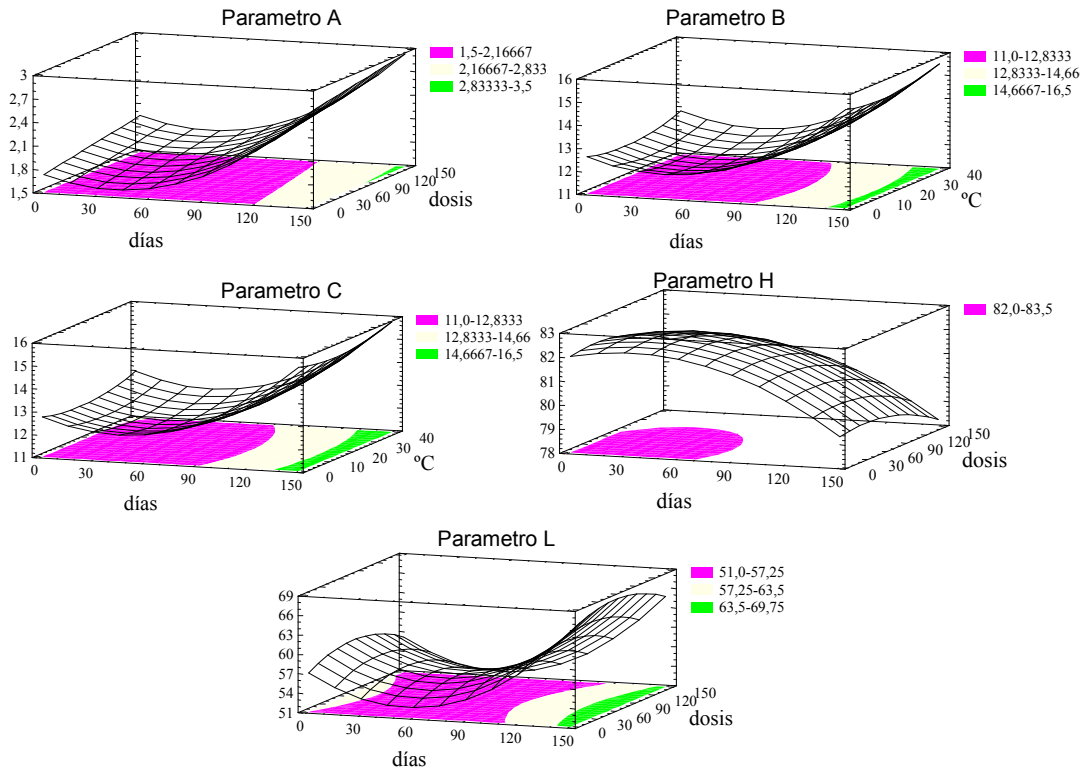 Parametro A
1,5-2,16667
2,16667-2,833
2,83333-3,5
3
2,7
2,4
2,1
1,8
1,5
0 30 60 90 120 150
días
0 30 60 90 120 150
dosis
Parametro B
11,0-12,8333
12,8333-14,66
14,6667-16,5
16
15
14
13
12
11
0 30 60 90 120 150
días
0 10 20 30 40
ºC
Parametro C
11,0-12,8333
12,8333-14,66
14,6667-16,5
16
15
14
13
12
11
0 30 60 90 120 150
días
0 10 20 30 40
ºC
Parametro H
82,0-83,5
83
82
81
80
79
78
0 30 60 90 120 150
días
0 30 60 90 120 150
dosis
Parametro L
51,0-57,25
57,25-63,5
63,5-69,75
69
66
63
60
57
54
51
0 30 60 90 120 150
días
0 30 60 90 120 150
dosis